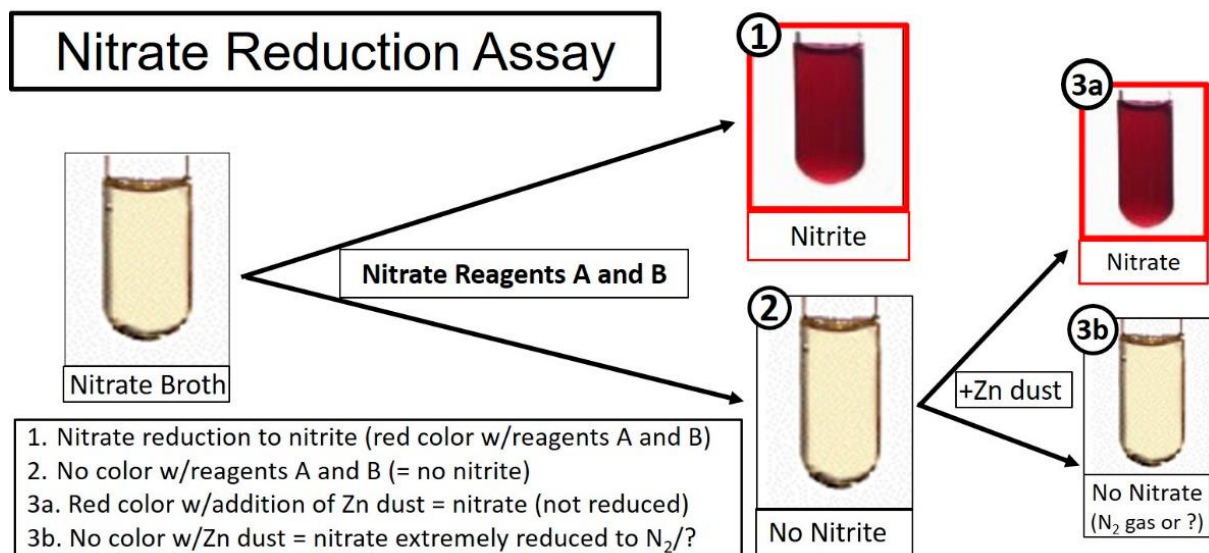 Nitrate Reduction Assay
1
Nitrite
3a
Nitrate
Nitrate Broth
Nitrate Reagents A and B
2
No Nitrite
+Zn dust
3b
No Nitrate
(N₂ gas or ?)
1. Nitrate reduction to nitrite (red color w/reagents A and B)
2. No color w/reagents A and B (= no nitrite)
3a. Red color w/addition of Zn dust = nitrate (not reduced)
3b. No color w/Zn dust = nitrate extremely reduced to N₂/?